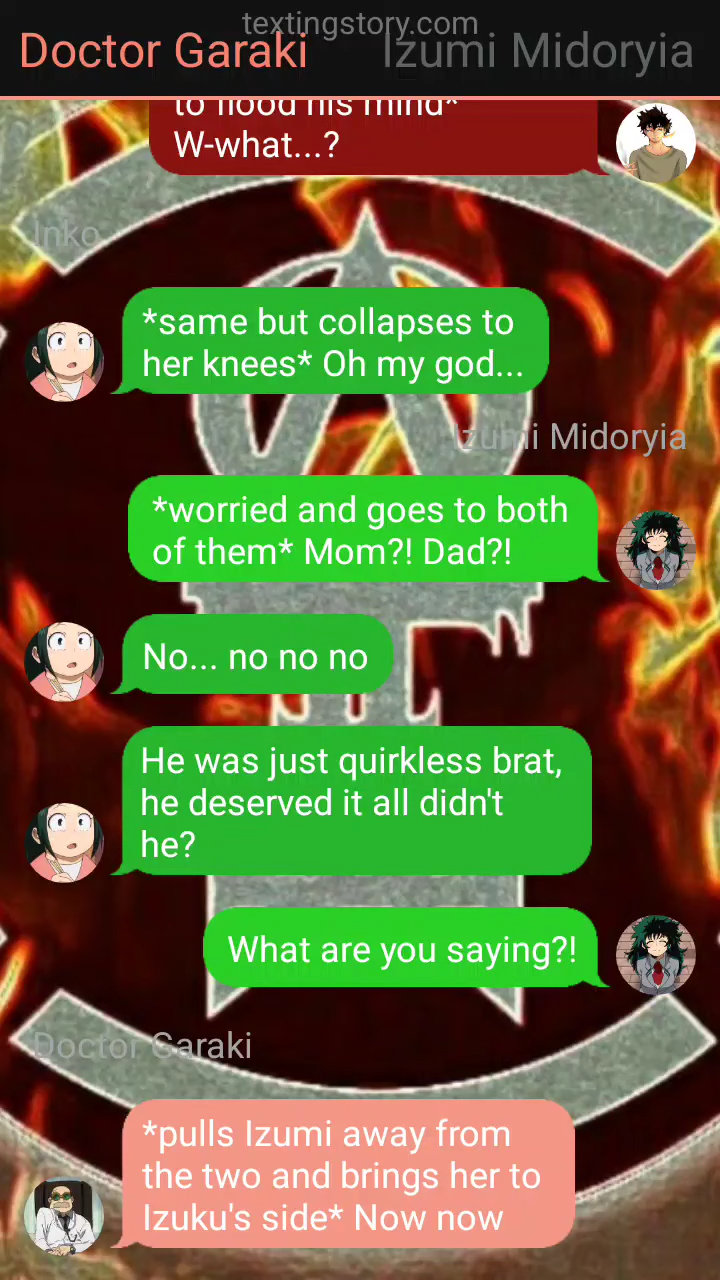 textingstory.com
Doctor Garaki Izumi Midoryia
to flood his mind*
W-what...?
Inko
*same but collapses to
her knees* Oh my god...
Izumi Midoryia
*worried and goes to both
of them* Mom?! Dad?!
No... no no no
He was just quirkless brat,
he deserved it all didn't
he?
What are you saying?!
Doctor Garaki
*pulls Izumi away from
the two and brings her to
Izuku's side* Now now